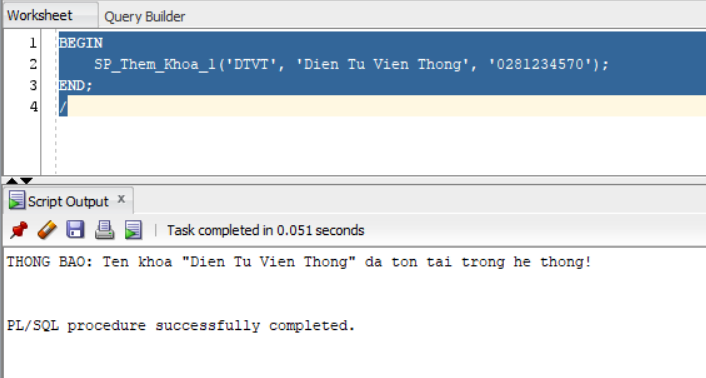 Worksheet Query Builder
1 BEGIN
2 SP_Them_Khoa_1('DTVT', 'Dien Tu Vien Thong', '0281234570');
3 END;
4 /
Script Output x
| Task completed in 0.051 seconds
THONG BAO: Ten khoa "Dien Tu Vien Thong" da ton tai trong he thong!
PL/SQL procedure successfully completed.